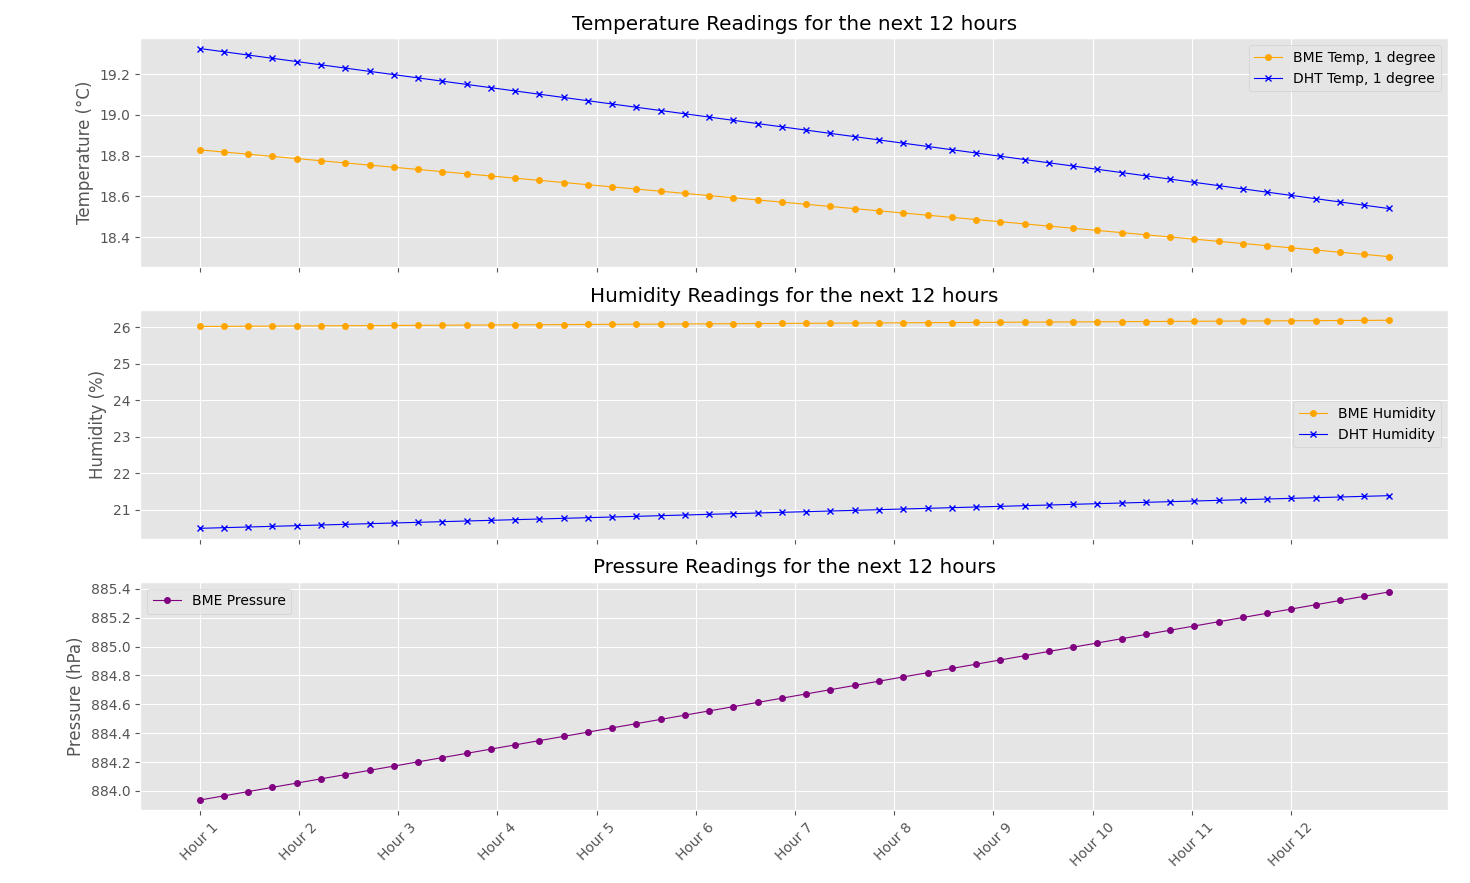 Temperature Readings for the next 12 hours
Temperature (°C)
19.2
19.0
18.8
18.6
18.4
BME Temp, 1 degree
DHT Temp, 1 degree
Humidity Readings for the next 12 hours
Humidity (%)
26
25
24
23
22
21
BME Humidity
DHT Humidity
Pressure Readings for the next 12 hours
Pressure (hPa)
885.4
885.2
885.0
884.8
884.6
884.4
884.2
884.0
BME Pressure
Hour 1
Hour 2
Hour 3
Hour 4
Hour 5
Hour 6
Hour 7
Hour 8
Hour 9
Hour 10
Hour 11
Hour 12